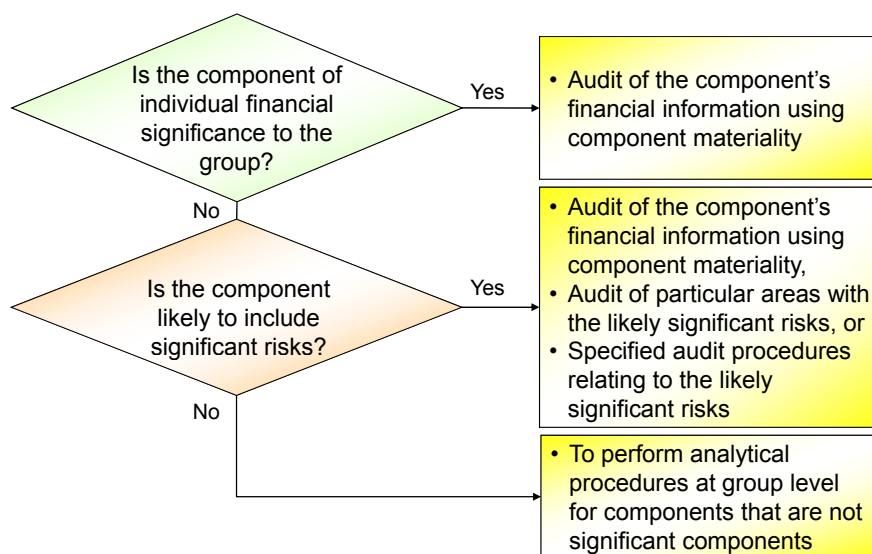 Is the component of
individual financial
significance to the
group?
Yes
• Audit of the component's
financial information using
component materiality
No
Is the component
likely to include
significant risks?
Yes
• Audit of the component's
financial information using
component materiality,
• Audit of particular areas with
the likely significant risks, or
• Specified audit procedures
relating to the likely
significant risks
No
• To perform analytical
procedures at group level
for components that are not
significant components